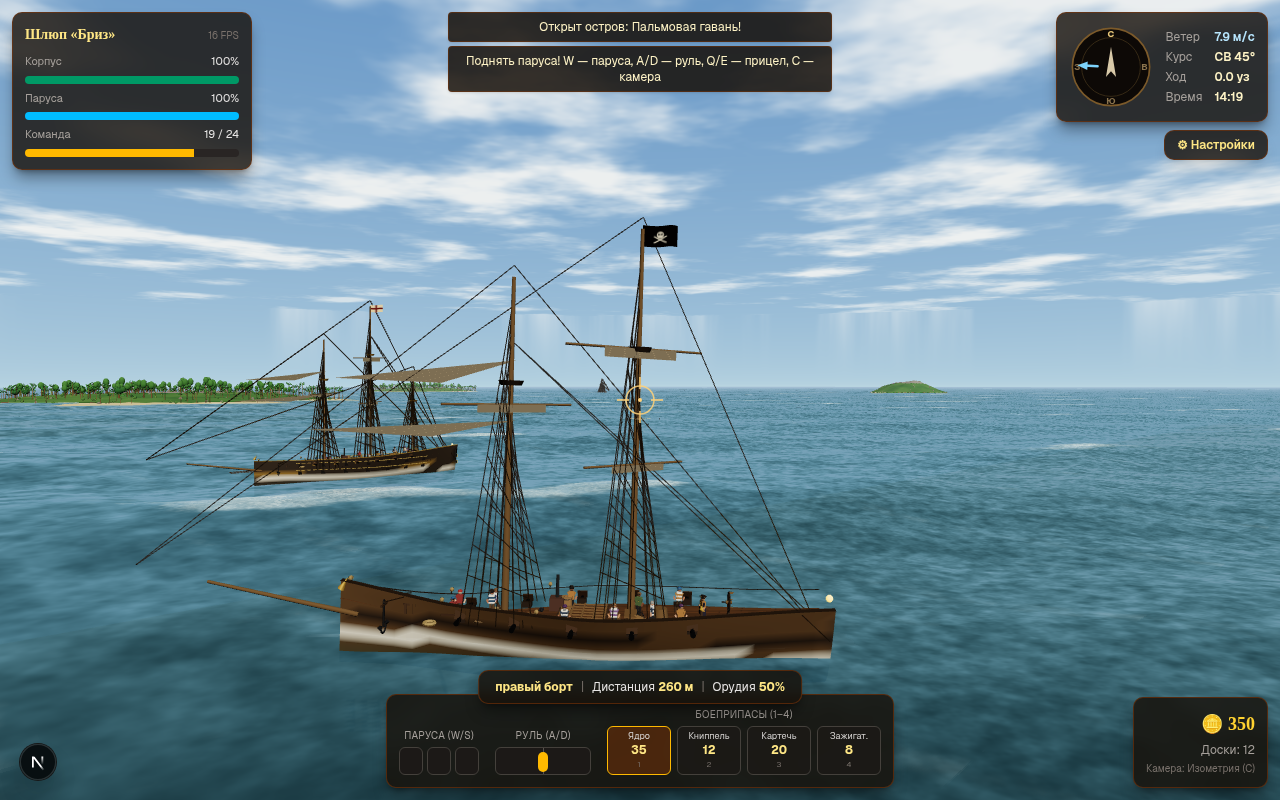 Шлюп «Бриз»
16 FPS
Корпус 100%
Паруса 100%
Команда 19 / 24
Открыт остров: Пальмовая гавань!
Поднять паруса! W — паруса, A/D — руль, Q/E — прицел, C —
камера
С
З
В
Ю
Ветер 7.9 м/с
Курс СВ 45°
Ход 0.0 уз
Время 14:19
⚙ Настройки
правый борт | Дистанция 260 м | Орудия 50%
БОЕПРИПАСЫ (1–4)
ПАРУСА (W/S)
РУЛЬ (A/D)
Ядро
35
1
Книппель
12
2
Картечь
20
3
Зажигат.
8
4
350
Доски: 12
Камера: Изометрия (C)
N